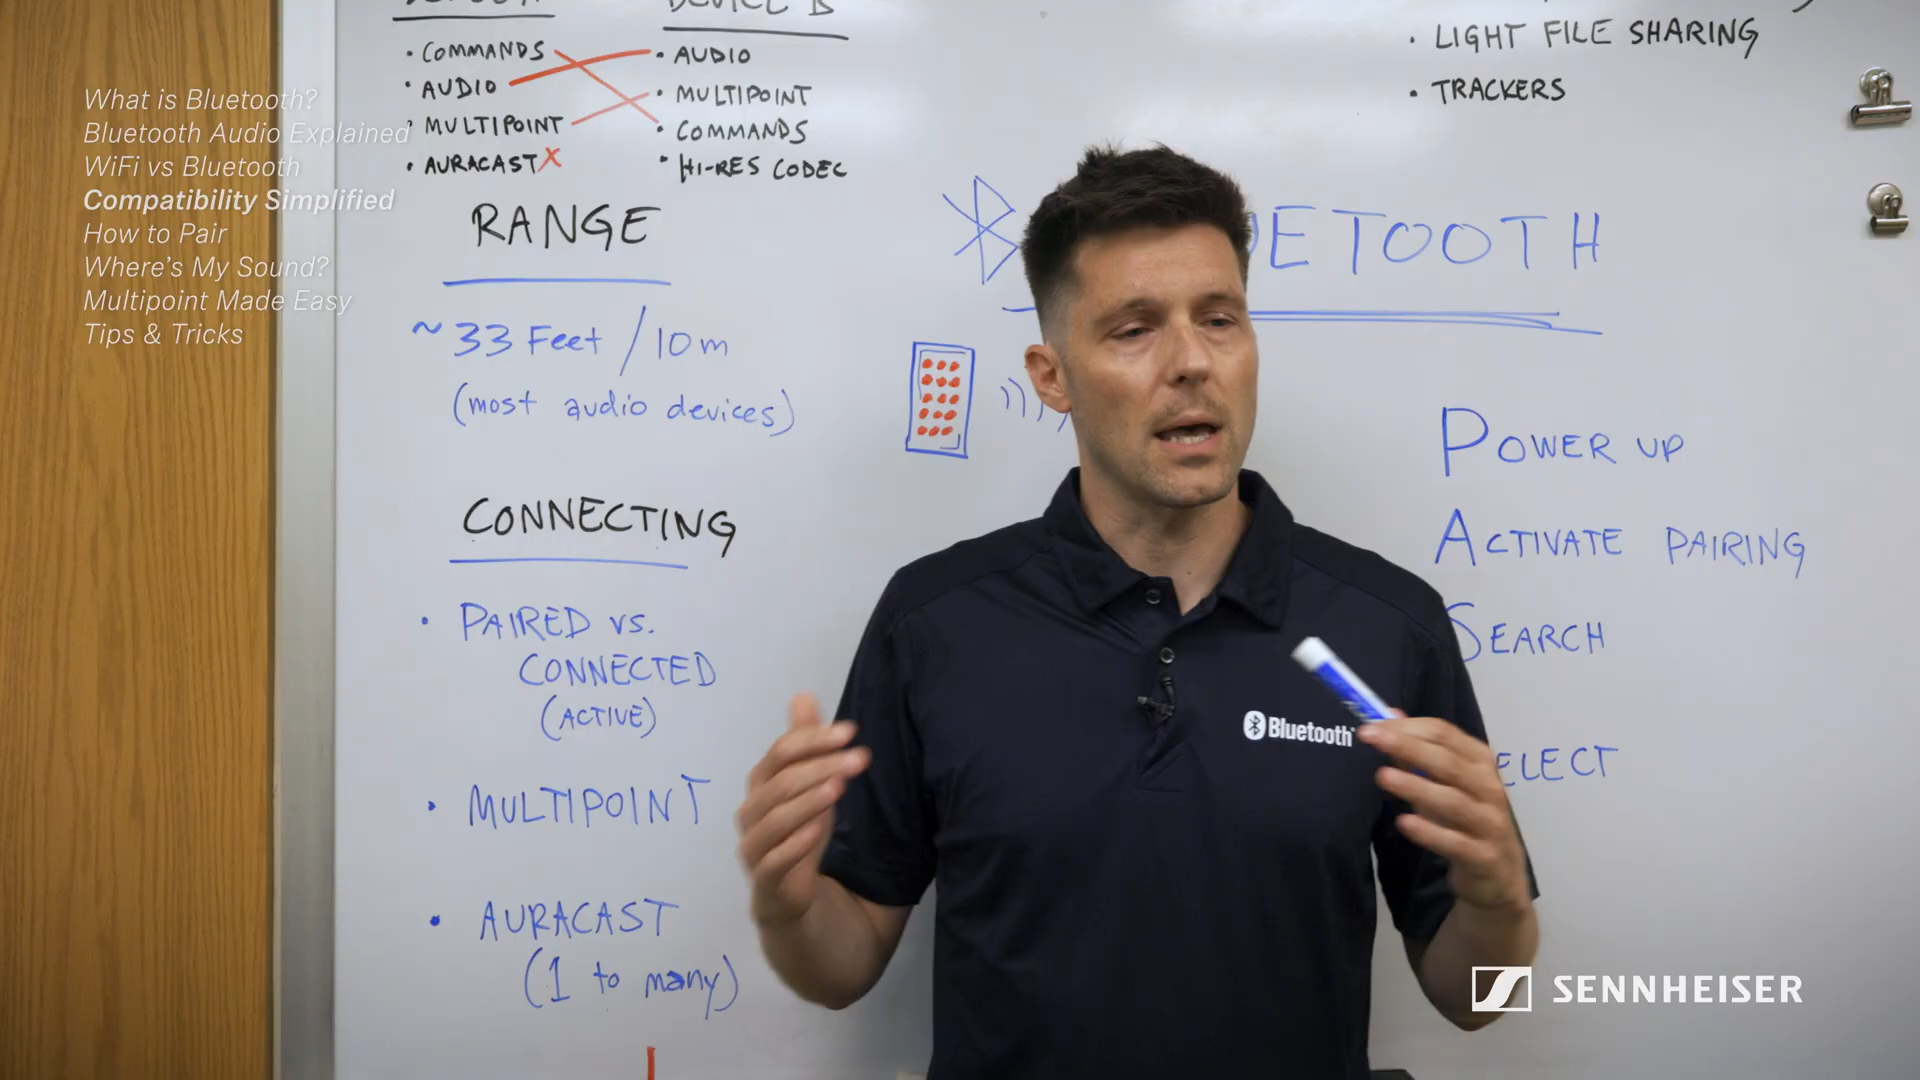 What is Bluetooth?
Bluetooth Audio Explained
WiFi vs Bluetooth
Compatibility Simplified
How to Pair
Where's My Sound?
Multipoint Made Easy
Tips & Tricks
• COMMANDS
• AUDIO
• MULTIPOINT
• AURACAST X
DEVICE B
• AUDIO
• MULTIPOINT
• COMMANDS
• HI-RES CODEC
• LIGHT FILE SHARING
• TRACKERS
RANGE
~33 Feet / 10m
(most audio devices)
CONNECTING
• PAIRED vs.
CONNECTED
(ACTIVE)
• MULTIPOINT
• AURACAST
(1 to many)
ETOOTH
POWER UP
ACTIVATE PAIRING
SEARCH
ELECT
Bluetooth
SENNHEISER